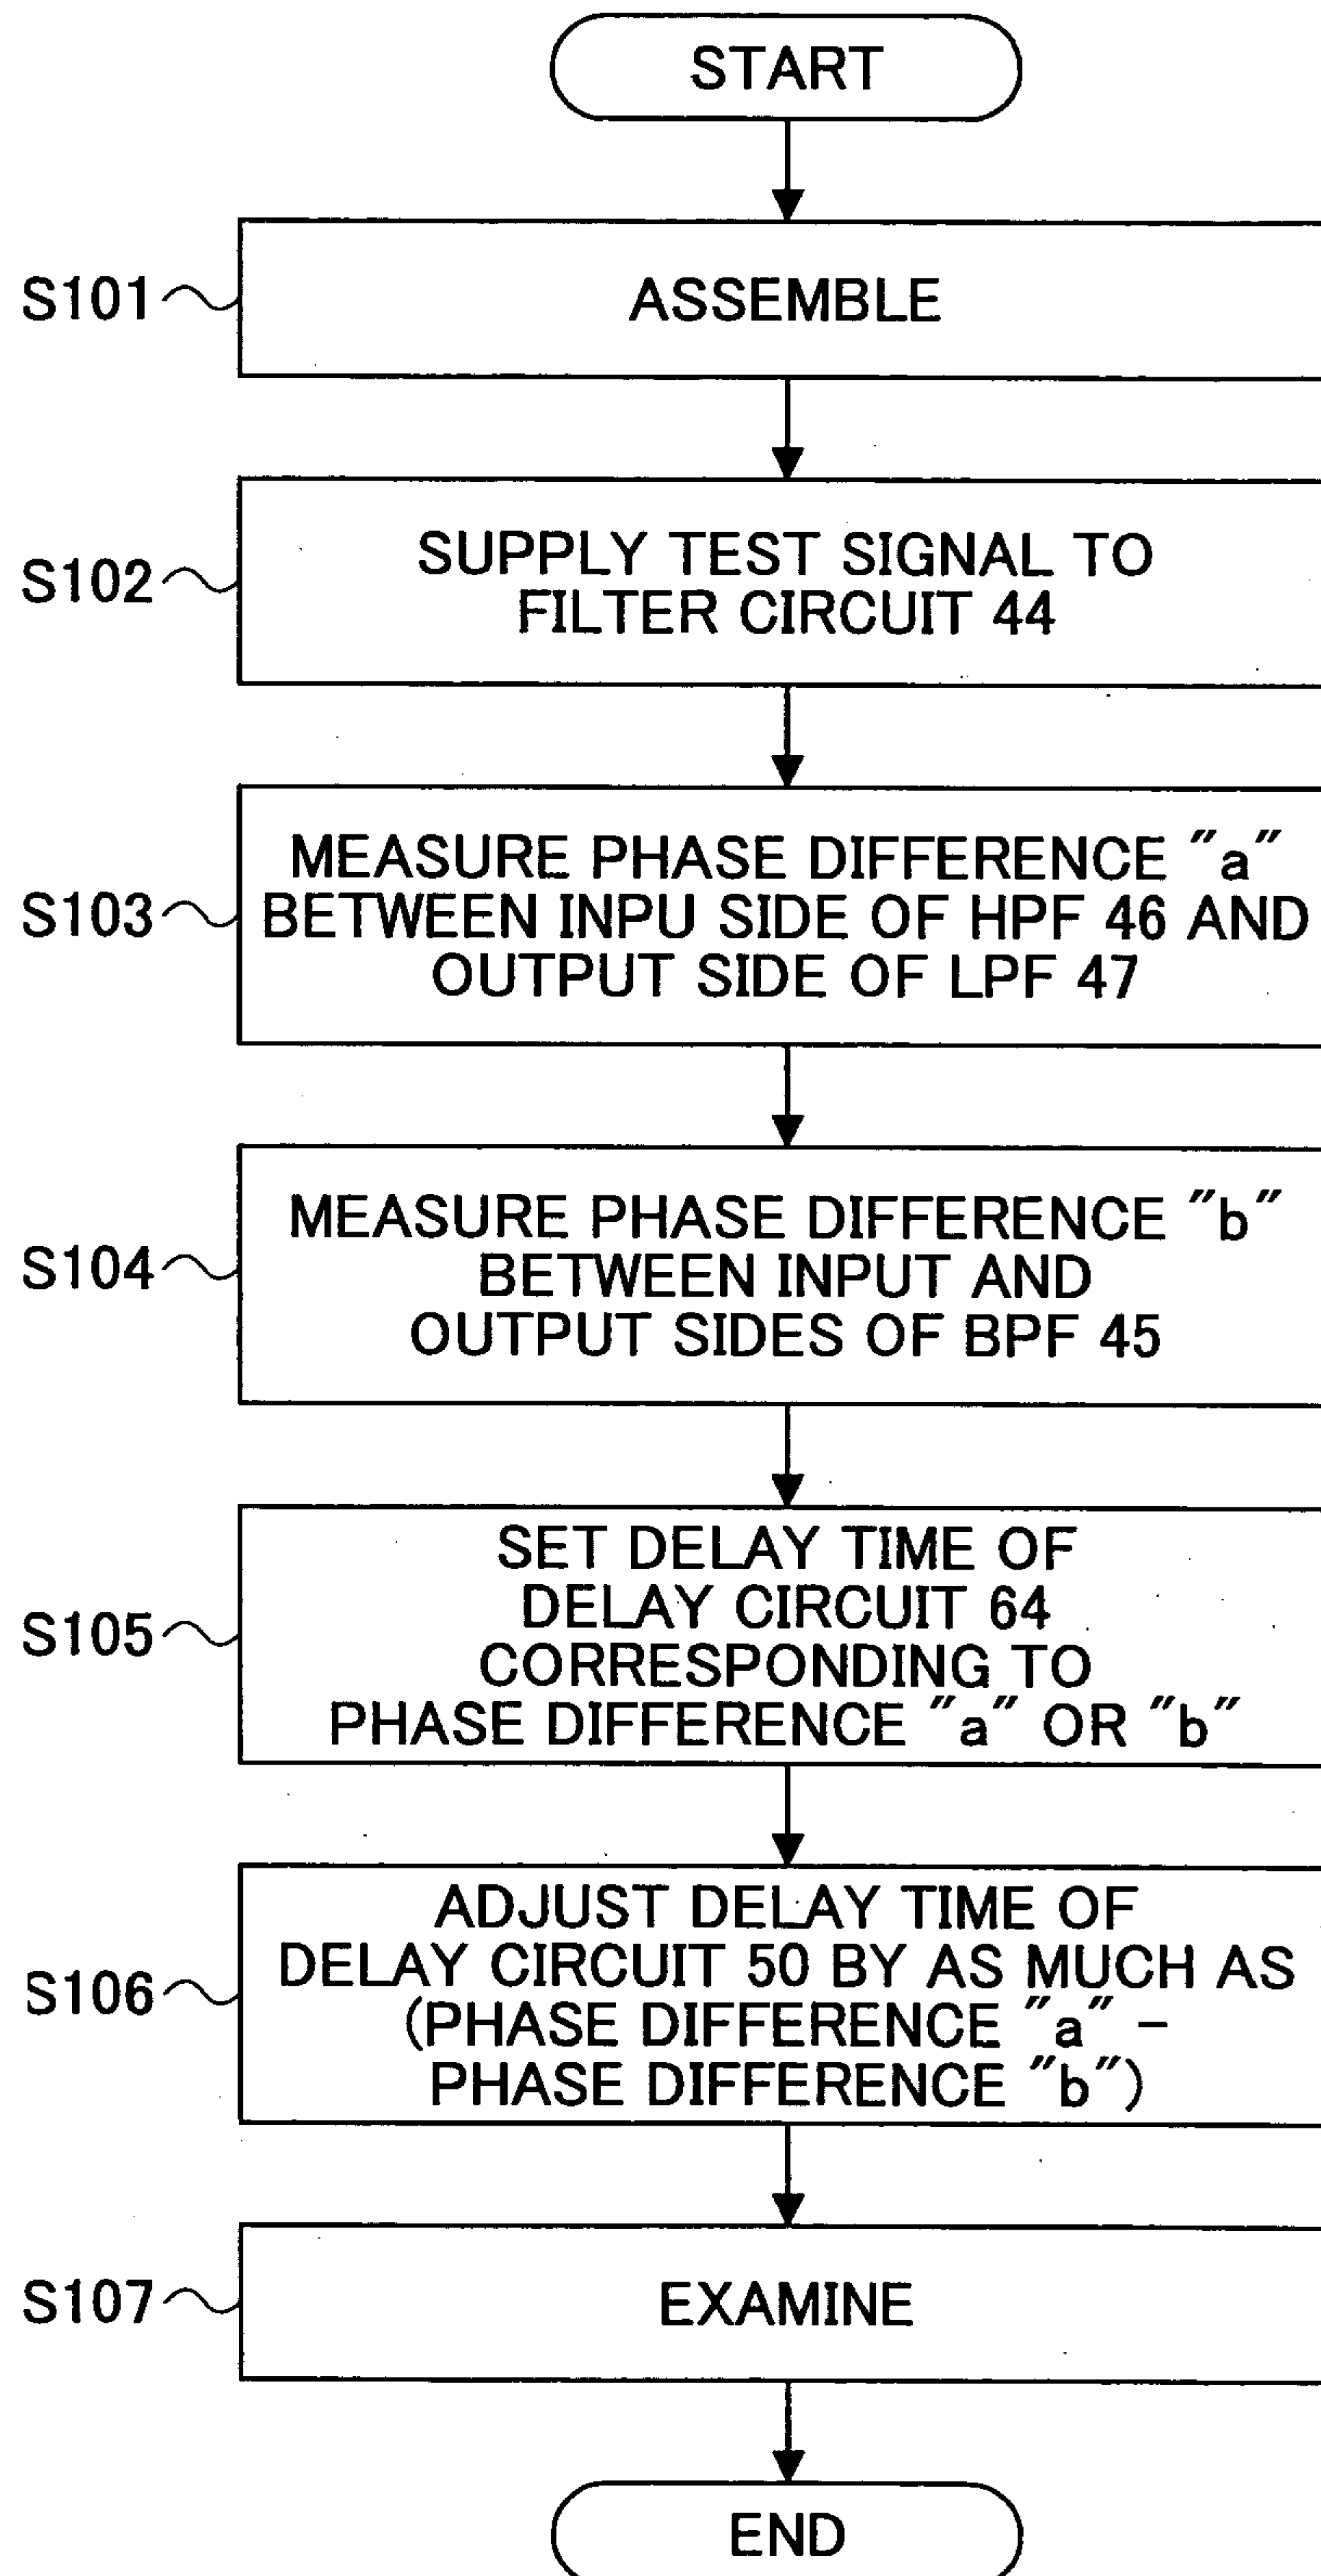 START
S101
ASSEMBLE
S102
SUPPLY TEST SIGNAL TO
FILTER CIRCUIT 44
S103
MEASURE PHASE DIFFERENCE "a"
BETWEEN INPU SIDE OF HPF 46 AND
OUTPUT SIDE OF LPF 47
S104
MEASURE PHASE DIFFERENCE "b"
BETWEEN INPUT AND
OUTPUT SIDES OF BPF 45
S105
SET DELAY TIME OF
DELAY CIRCUIT 64
CORRESPONDING TO
PHASE DIFFERENCE "a" OR "b"
S106
ADJUST DELAY TIME OF
DELAY CIRCUIT 50 BY AS MUCH AS
(PHASE DIFFERENCE "a" -
PHASE DIFFERENCE "b")
S107
EXAMINE
END